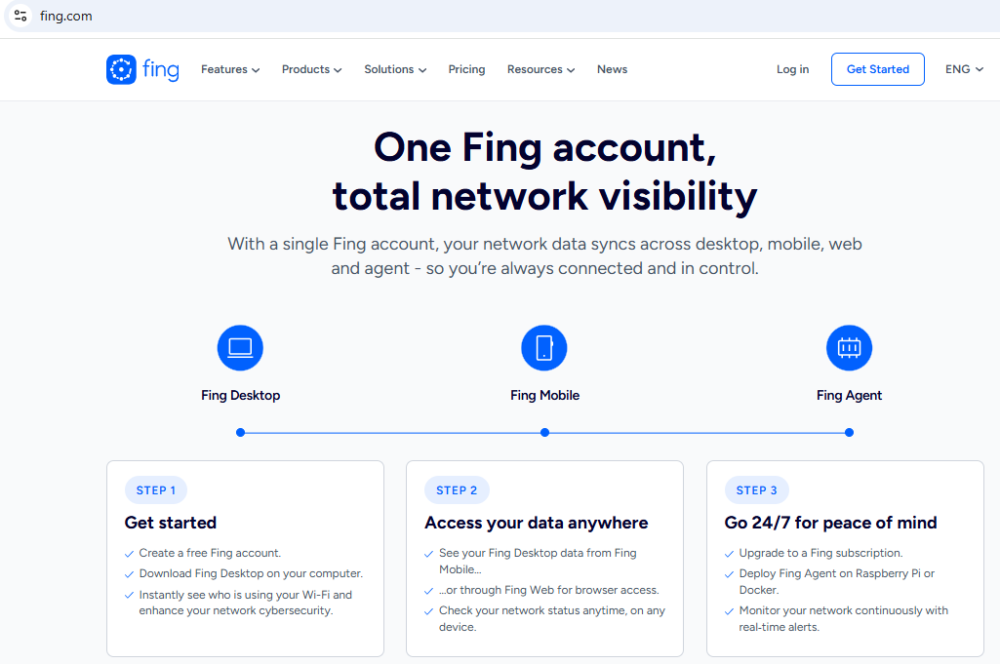 fing.com
fing Features Products Solutions Pricing Resources News Log in Get Started ENG
One Fing account,
total network visibility
With a single Fing account, your network data syncs across desktop, mobile, web
and agent - so you’re always connected and in control.
Fing Desktop
Fing Mobile
Fing Agent
STEP 1
Get started
Create a free Fing account.
Download Fing Desktop on your computer.
Instantly see who is using your Wi-Fi and
enhance your network cybersecurity.
STEP 2
Access your data anywhere
See your Fing Desktop data from Fing
Mobile...
...or through Fing Web for browser access.
Check your network status anytime, on any
device.
STEP 3
Go 24/7 for peace of mind
Upgrade to a Fing subscription.
Deploy Fing Agent on Raspberry Pi or
Docker.
Monitor your network continuously with
real-time alerts.